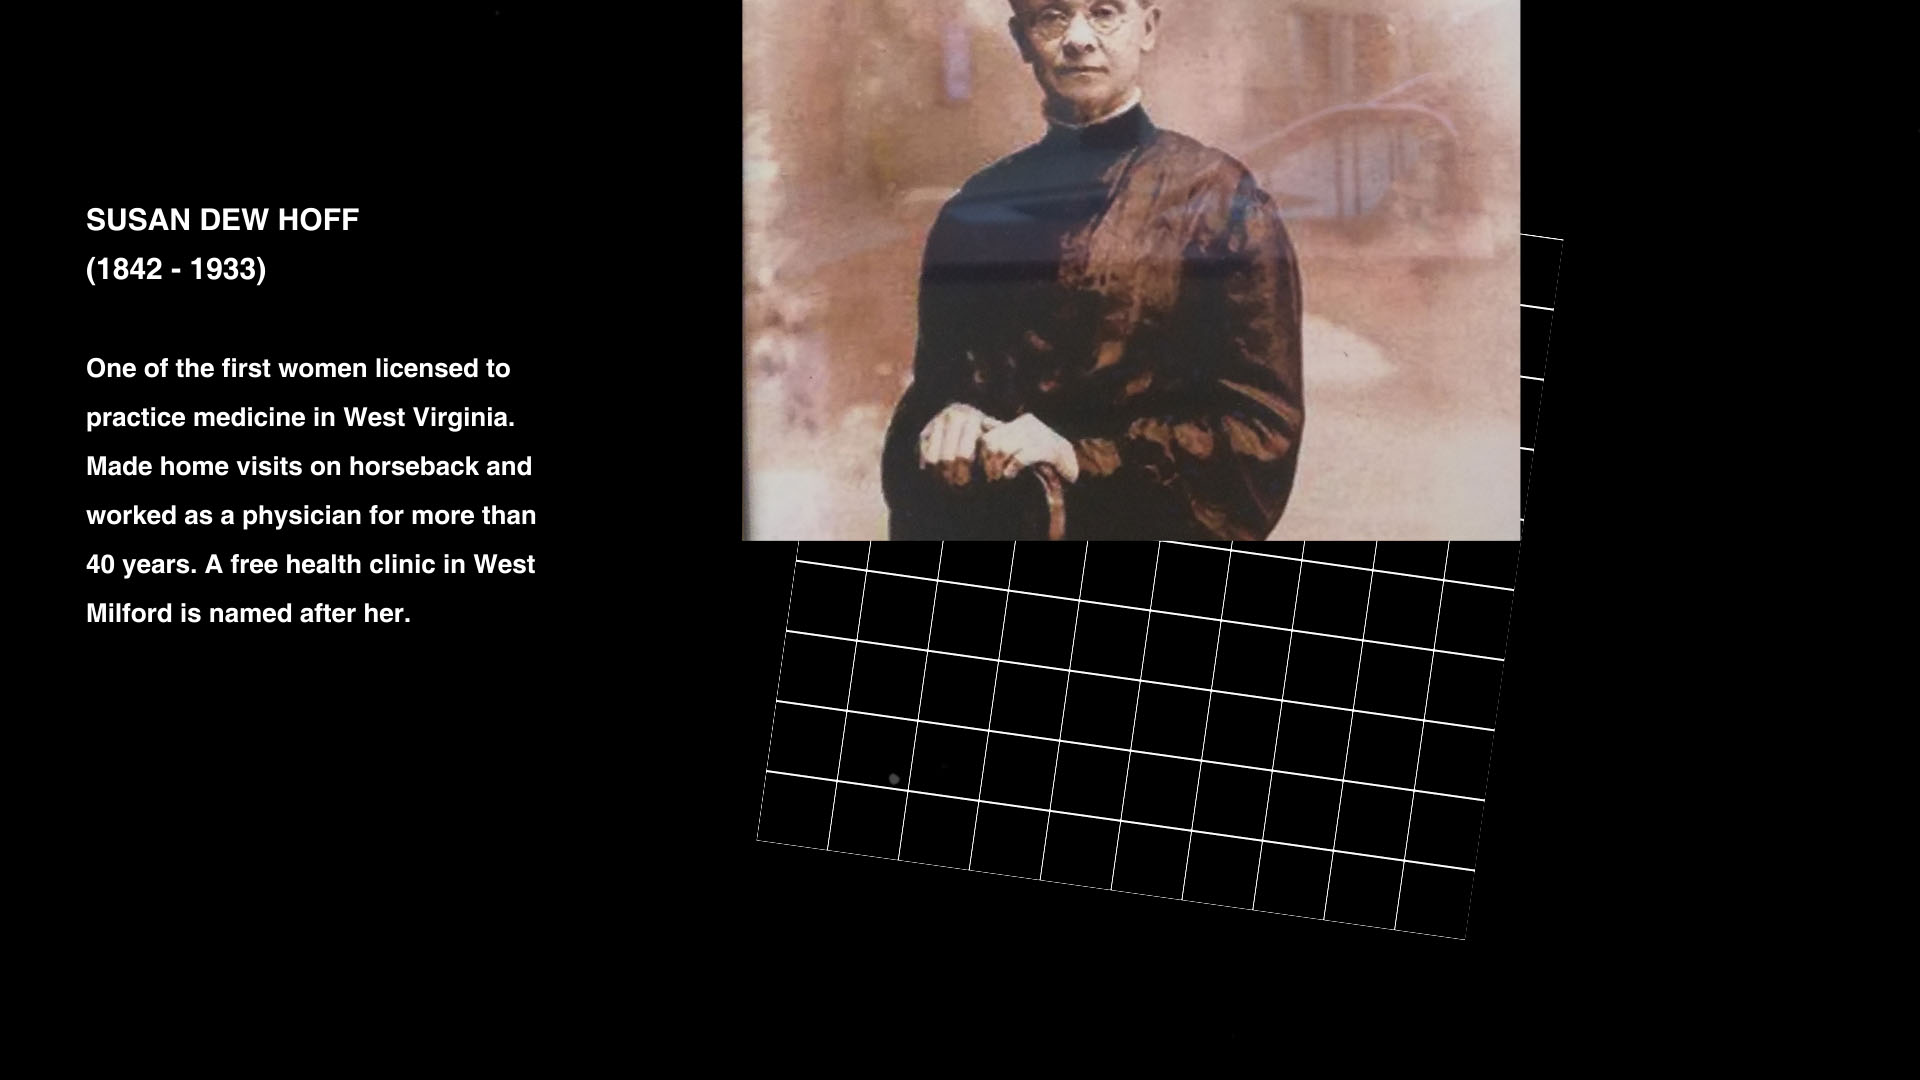 SUSAN DEW HOFF
(1842 - 1933)
One of the first women licensed to
practice medicine in West Virginia.
Made home visits on horseback and
worked as a physician for more than
40 years. A free health clinic in West
Milford is named after her.